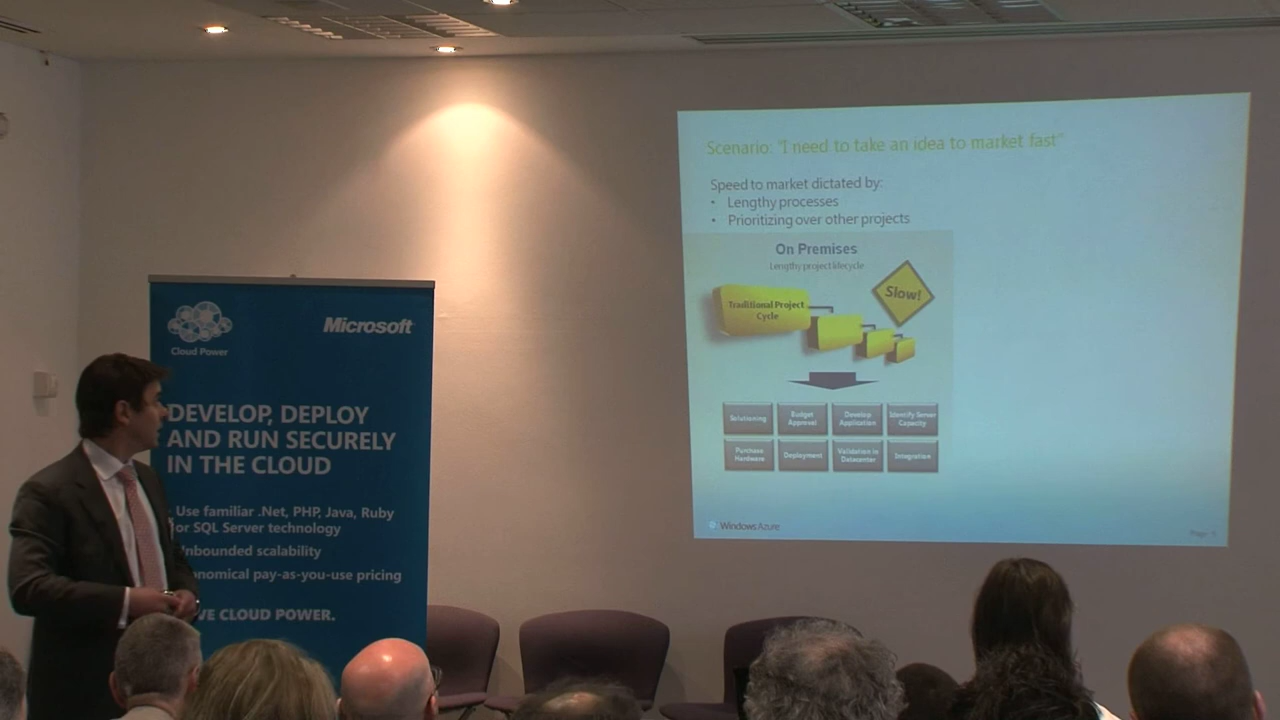 Cloud Power
Microsoft
DEVELOP, DEPLOY
AND RUN SECURELY
IN THE CLOUD
Use familiar .Net, PHP, Java, Ruby
or SQL Server technology
nbounded scalability
onomical pay-as-you-use pricing
VE CLOUD POWER.
Scenario: "I need to take an idea to market fast"
Speed to market dictated by:
• Lengthy processes
• Prioritizing over other projects
On Premises
Lengthy project lifecycle
Slow!
Traditional Project
Cycle
Solutioning
Budget
Approval
Develop
Application
Identify Server
Capacity
Purchase
Hardware
Deployment
Validation in
Datacenter
Integration
Windows Azure
Page